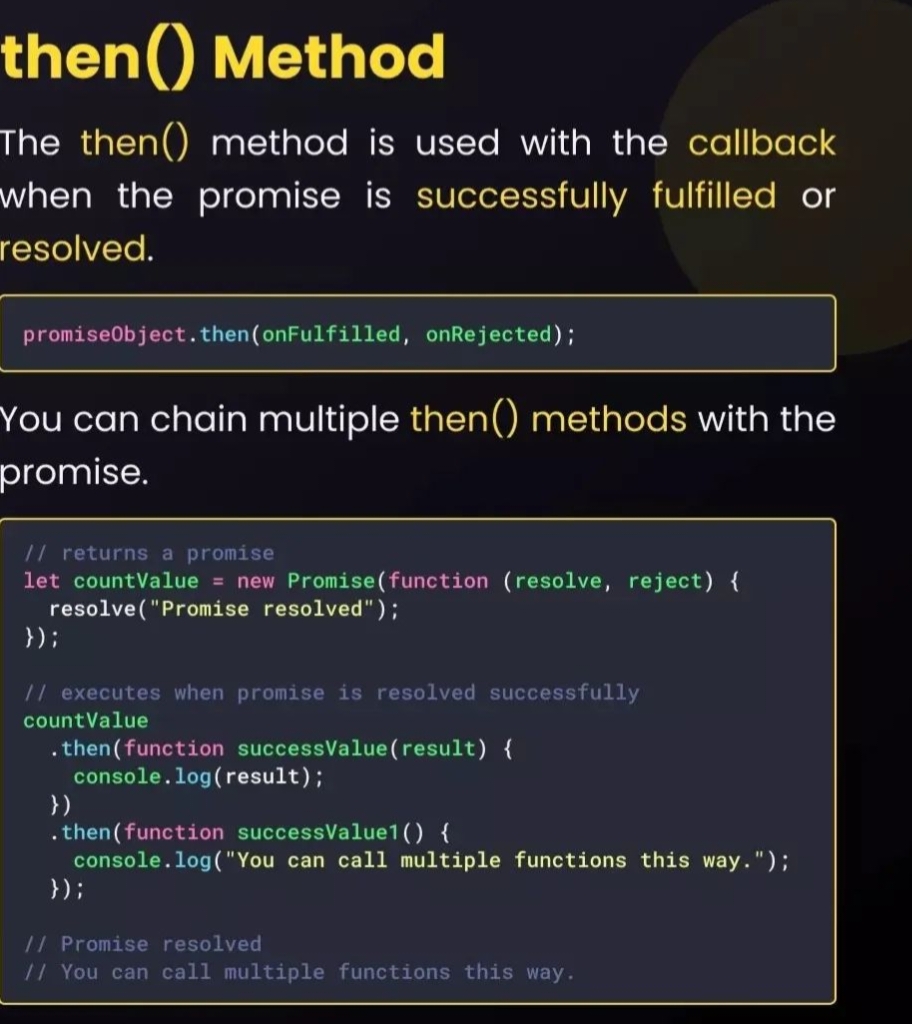 then() Method
The then() method is used with the callback
when the promise is successfully fulfilled or
resolved.
promiseObject.then(onFulfilled, onRejected);
You can chain multiple then() methods with the
promise.
// returns a promise
let countValue = new Promise(function (resolve, reject) {
  resolve("Promise resolved");
});
// executes when promise is resolved successfully
countValue
  .then(function successValue(result) {
    console.log(result);
  })
  .then(function successValue1() {
    console.log("You can call multiple functions this way.");
  });
// Promise resolved
// You can call multiple functions this way.